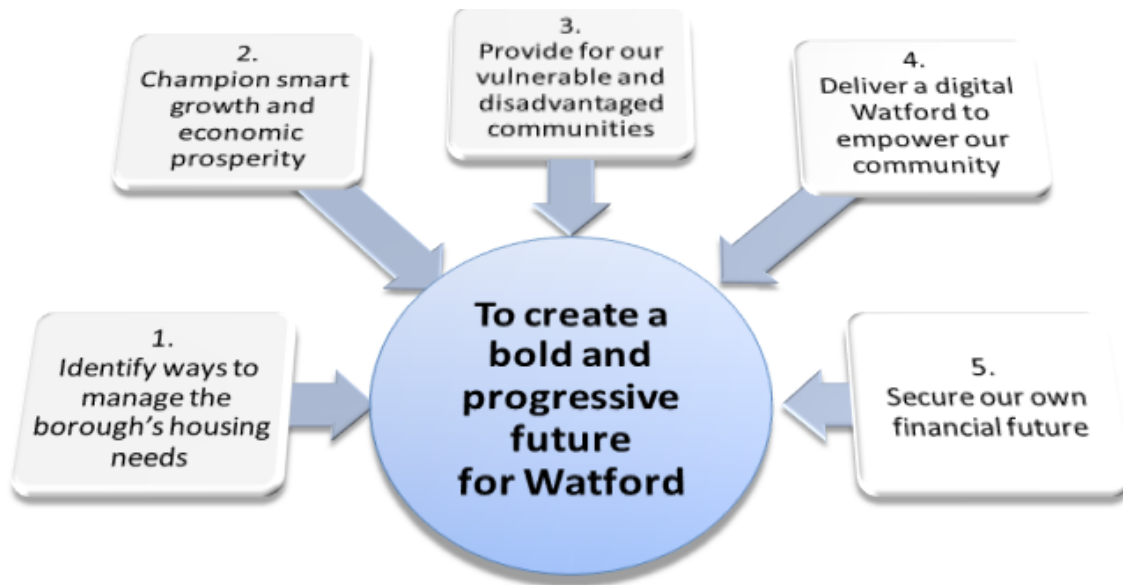 1.
Identify ways to
manage the
borough's housing
needs
2.
Champion smart
growth and
economic
prosperity
3.
Provide for our
vulnerable and
disadvantaged
communities
4.
Deliver a digital
Watford to
empower our
community
5.
Secure our own
financial future
To create a
bold and
progressive
future
for Watford